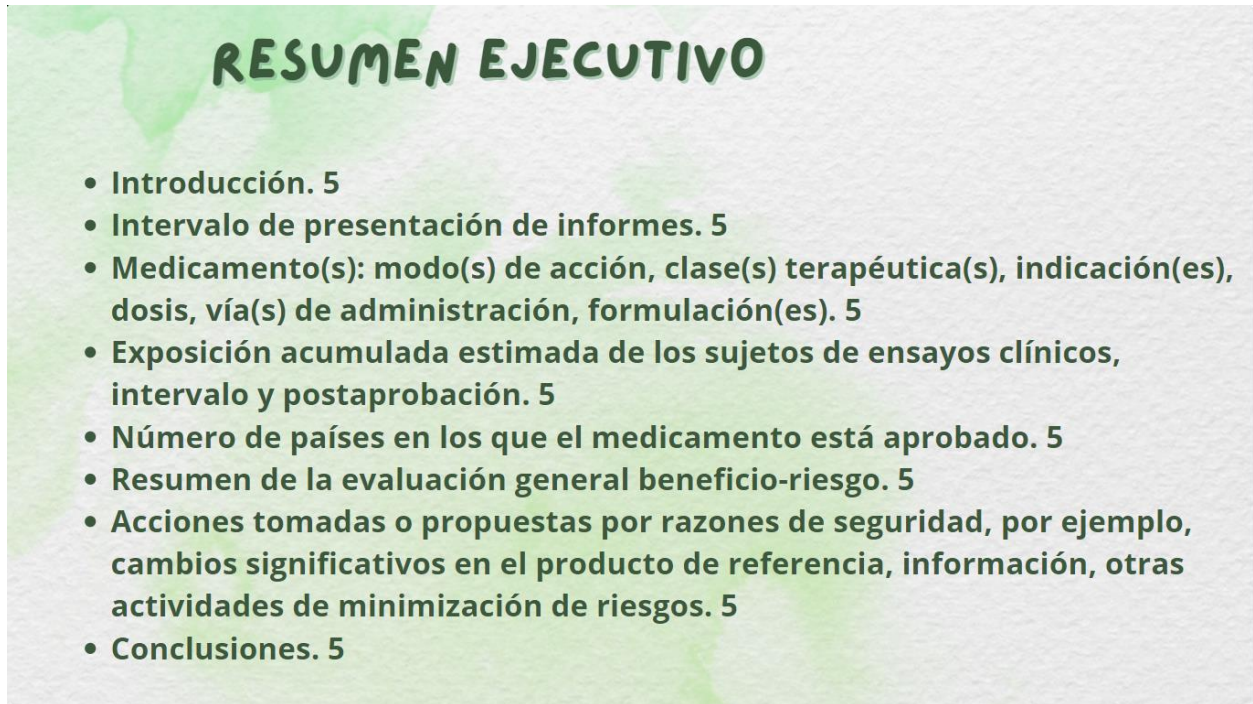 RESUMEN EJECUTIVO
• Introducción. 5
• Intervalo de presentación de informes. 5
• Medicamento(s): modo(s) de acción, clase(s) terapéutica(s), indicación(es),
dosis, vía(s) de administración, formulación(es). 5
• Exposición acumulada estimada de los sujetos de ensayos clínicos,
intervalo y postaprobación. 5
• Número de países en los que el medicamento está aprobado. 5
• Resumen de la evaluación general beneficio-riesgo. 5
• Acciones tomadas o propuestas por razones de seguridad, por ejemplo,
cambios significativos en el producto de referencia, información, otras
actividades de minimización de riesgos. 5
• Conclusiones. 5